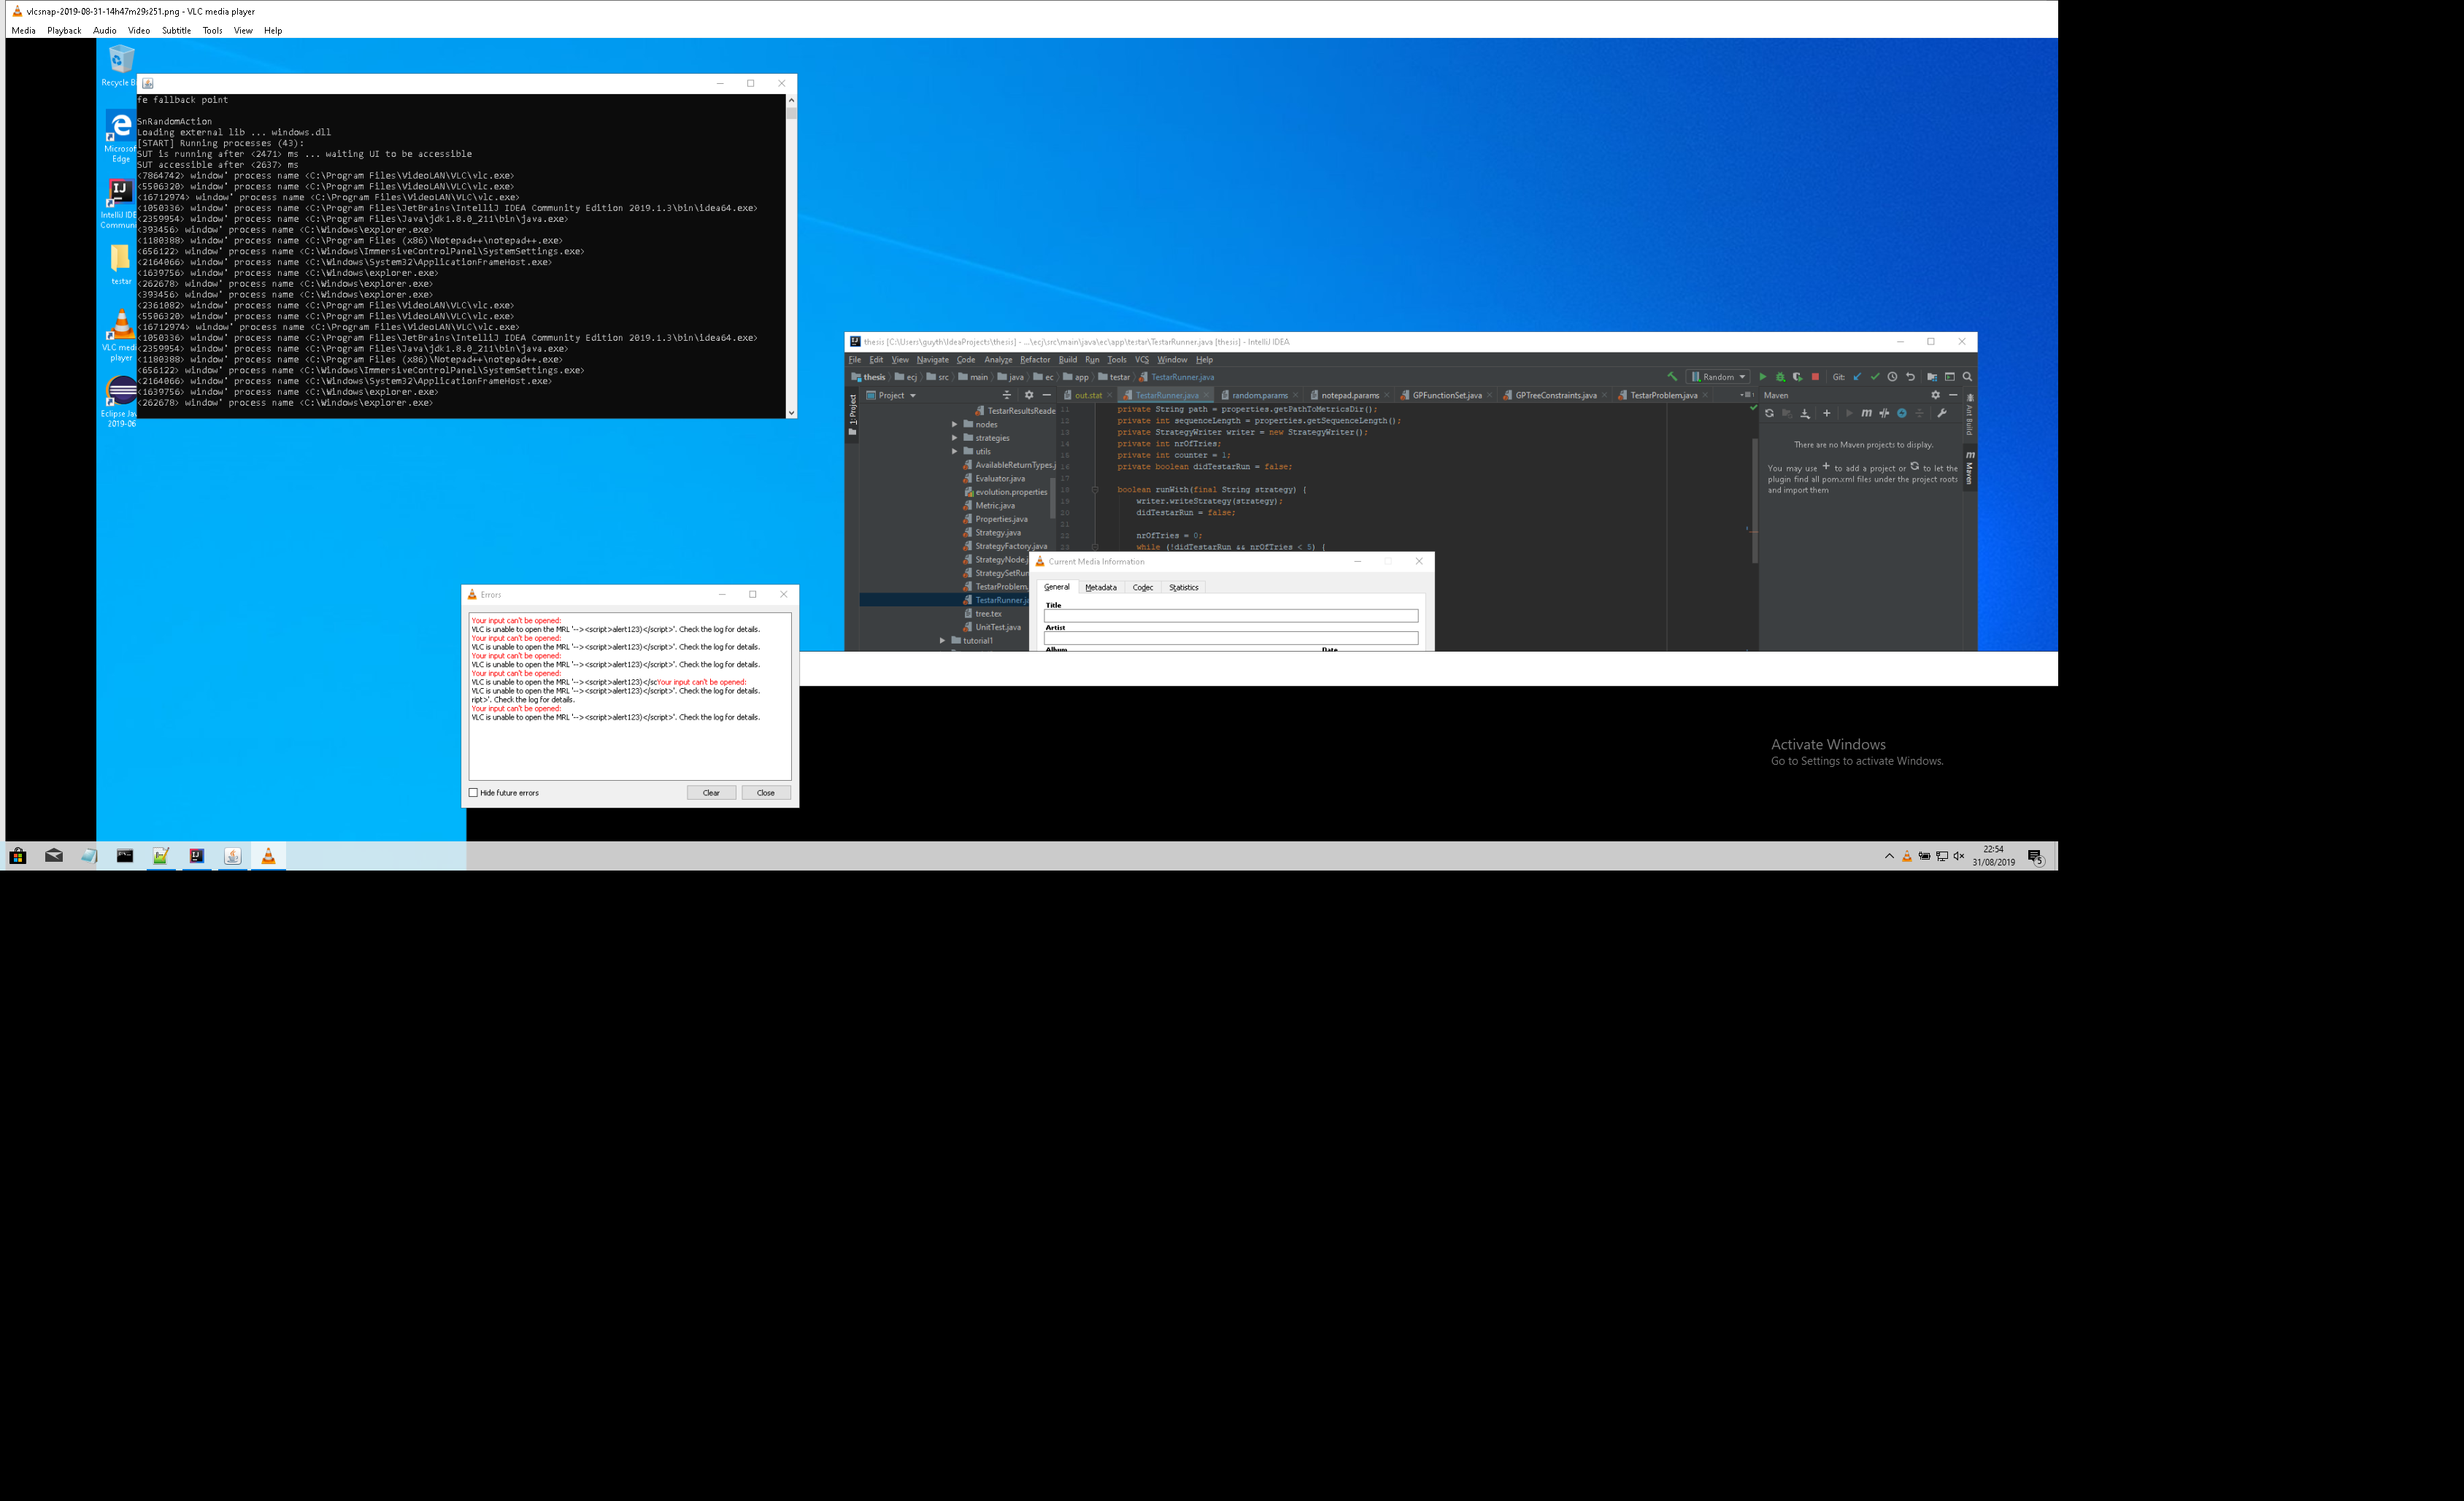 vlcsnap-2019-08-31-14h47m29s251.png - VLC media player
Media Playback Audio Video Subtitle Tools View Help
Recycle B
Microsof
Edge
IntelliJ IDE
Commun
testar
VLC med
player
Eclipse Jav
2019-06
fe fallback point
SnRandomAction
Loading external lib ... windows.dll
[START] Running processes (43):
SUT is running after <2471> ms ... waiting UI to be accessible
SUT accessible after <2637> ms
<7864742> window' process name <C:\Program Files\VideoLAN\VLC\vlc.exe>
<5506320> window' process name <C:\Program Files\VideoLAN\VLC\vlc.exe>
<16712974> window' process name <C:\Program Files\VideoLAN\VLC\vlc.exe>
<1050336> window' process name <C:\Program Files\JetBrains\IntelliJ IDEA Community Edition 2019.1.3\bin\idea64.exe>
<2359954> window' process name <C:\Program Files\Java\jdk1.8.0_211\bin\java.exe>
<393456> window' process name <C:\Windows\explorer.exe>
<1180388> window' process name <C:\Program Files (x86)\Notepad++\notepad++.exe>
<656122> window' process name <C:\Windows\ImmersiveControlPanel\SystemSettings.exe>
<2164066> window' process name <C:\Windows\System32\ApplicationFrameHost.exe>
<1639756> window' process name <C:\Windows\explorer.exe>
<262678> window' process name <C:\Windows\explorer.exe>
<393456> window' process name <C:\Windows\explorer.exe>
<2361082> window' process name <C:\Program Files\VideoLAN\VLC\vlc.exe>
<5506320> window' process name <C:\Program Files\VideoLAN\VLC\vlc.exe>
<16712974> window' process name <C:\Program Files\VideoLAN\VLC\vlc.exe>
<1050336> window' process name <C:\Program Files\JetBrains\IntelliJ IDEA Community Edition 2019.1.3\bin\idea64.exe>
<2359954> window' process name <C:\Program Files\Java\jdk1.8.0_211\bin\java.exe>
<1180388> window' process name <C:\Program Files (x86)\Notepad++\notepad++.exe>
<656122> window' process name <C:\Windows\ImmersiveControlPanel\SystemSettings.exe>
<2164066> window' process name <C:\Windows\System32\ApplicationFrameHost.exe>
<1639756> window' process name <C:\Windows\explorer.exe>
<262678> window' process name <C:\Windows\explorer.exe>
thesis [C:\Users\guyth\IdeaProjects\thesis] - ...\ecj\src\main\java\ec\app\testar\TestarRunner.java [thesis] - IntelliJ IDEA
File Edit View Navigate Code Analyze Refactor Build Run Tools VCS Window Help
thesis ecj src main java ec app testar TestarRunner.java
Random
Git:
1: Project
Project
out.stat TestarRunner.java random.params notepad.params GPFunctionSet.java GPTreeConstraints.java TestarProblem.java
Maven
TestarResultsReade
nodes
strategies
utils
AvailableReturnTypes.j
Evaluator.java
evolution.properties
Metric.java
Properties.java
Strategy.java
StrategyFactory.java
StrategyNode.j
StrategySetRun
TestarProblem.
TestarRunner.ja
tree.tex
UnitTest.java
tutorial1
11 private String path = properties.getPathToMetricsDir();
12 private int sequenceLength = properties.getSequenceLength();
13 private StrategyWriter writer = new StrategyWriter();
14 private int nrOfTries;
15 private int counter = 1;
16 private boolean didTestarRun = false;
17
18 boolean runWith(final String strategy) {
19 writer.writeStrategy(strategy);
20 didTestarRun = false;
21
22 nrOfTries = 0;
23 while (!didTestarRun && nrOfTries < 5) {
There are no Maven projects to display.
You may use + to add a project or to let the
plugin find all pom.xml files under the project roots
and import them
Ant Build
Maven
Current Media Information
General Metadata Codec Statistics
Title
Artist
Album Date
Errors
Your input can't be opened:
VLC is unable to open the MRL '--><script>alert123)</script>'. Check the log for details.
Your input can't be opened:
VLC is unable to open the MRL '--><script>alert123)</script>'. Check the log for details.
Your input can't be opened:
VLC is unable to open the MRL '--><script>alert123)</script>'. Check the log for details.
Your input can't be opened:
VLC is unable to open the MRL '--><script>alert123)</scYour input can't be opened:
VLC is unable to open the MRL '--><script>alert123)</script>'. Check the log for details.
ript>'. Check the log for details.
Your input can't be opened:
VLC is unable to open the MRL '--><script>alert123)</script>'. Check the log for details.
Hide future errors Clear Close
Activate Windows
Go to Settings to activate Windows.
22:54
31/08/2019
5